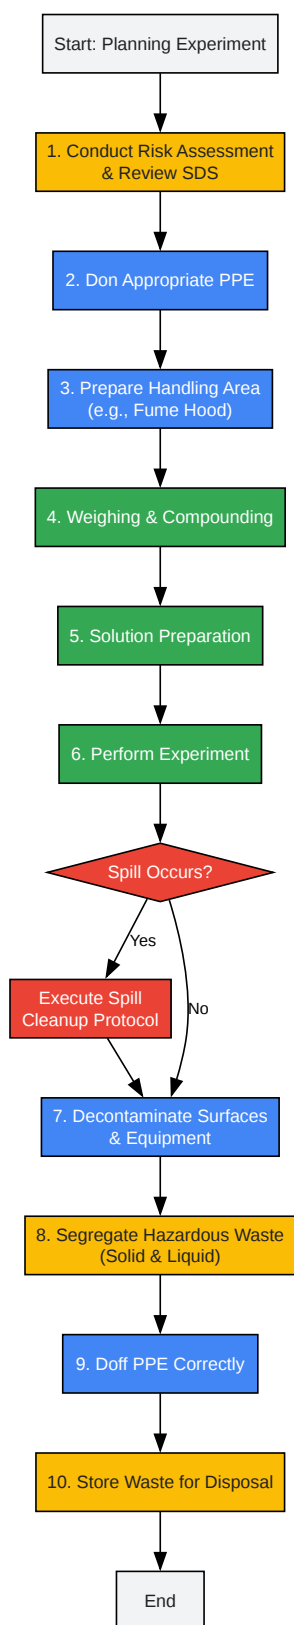 Start: Planning Experiment
1. Conduct Risk Assessment
& Review SDS
2. Don Appropriate PPE
3. Prepare Handling Area
(e.g., Fume Hood)
4. Weighing & Compounding
5. Solution Preparation
6. Perform Experiment
Spill Occurs?
Yes
Execute Spill
Cleanup Protocol
No
7. Decontaminate Surfaces
& Equipment
8. Segregate Hazardous Waste
(Solid & Liquid)
9. Doff PPE Correctly
10. Store Waste for Disposal
End